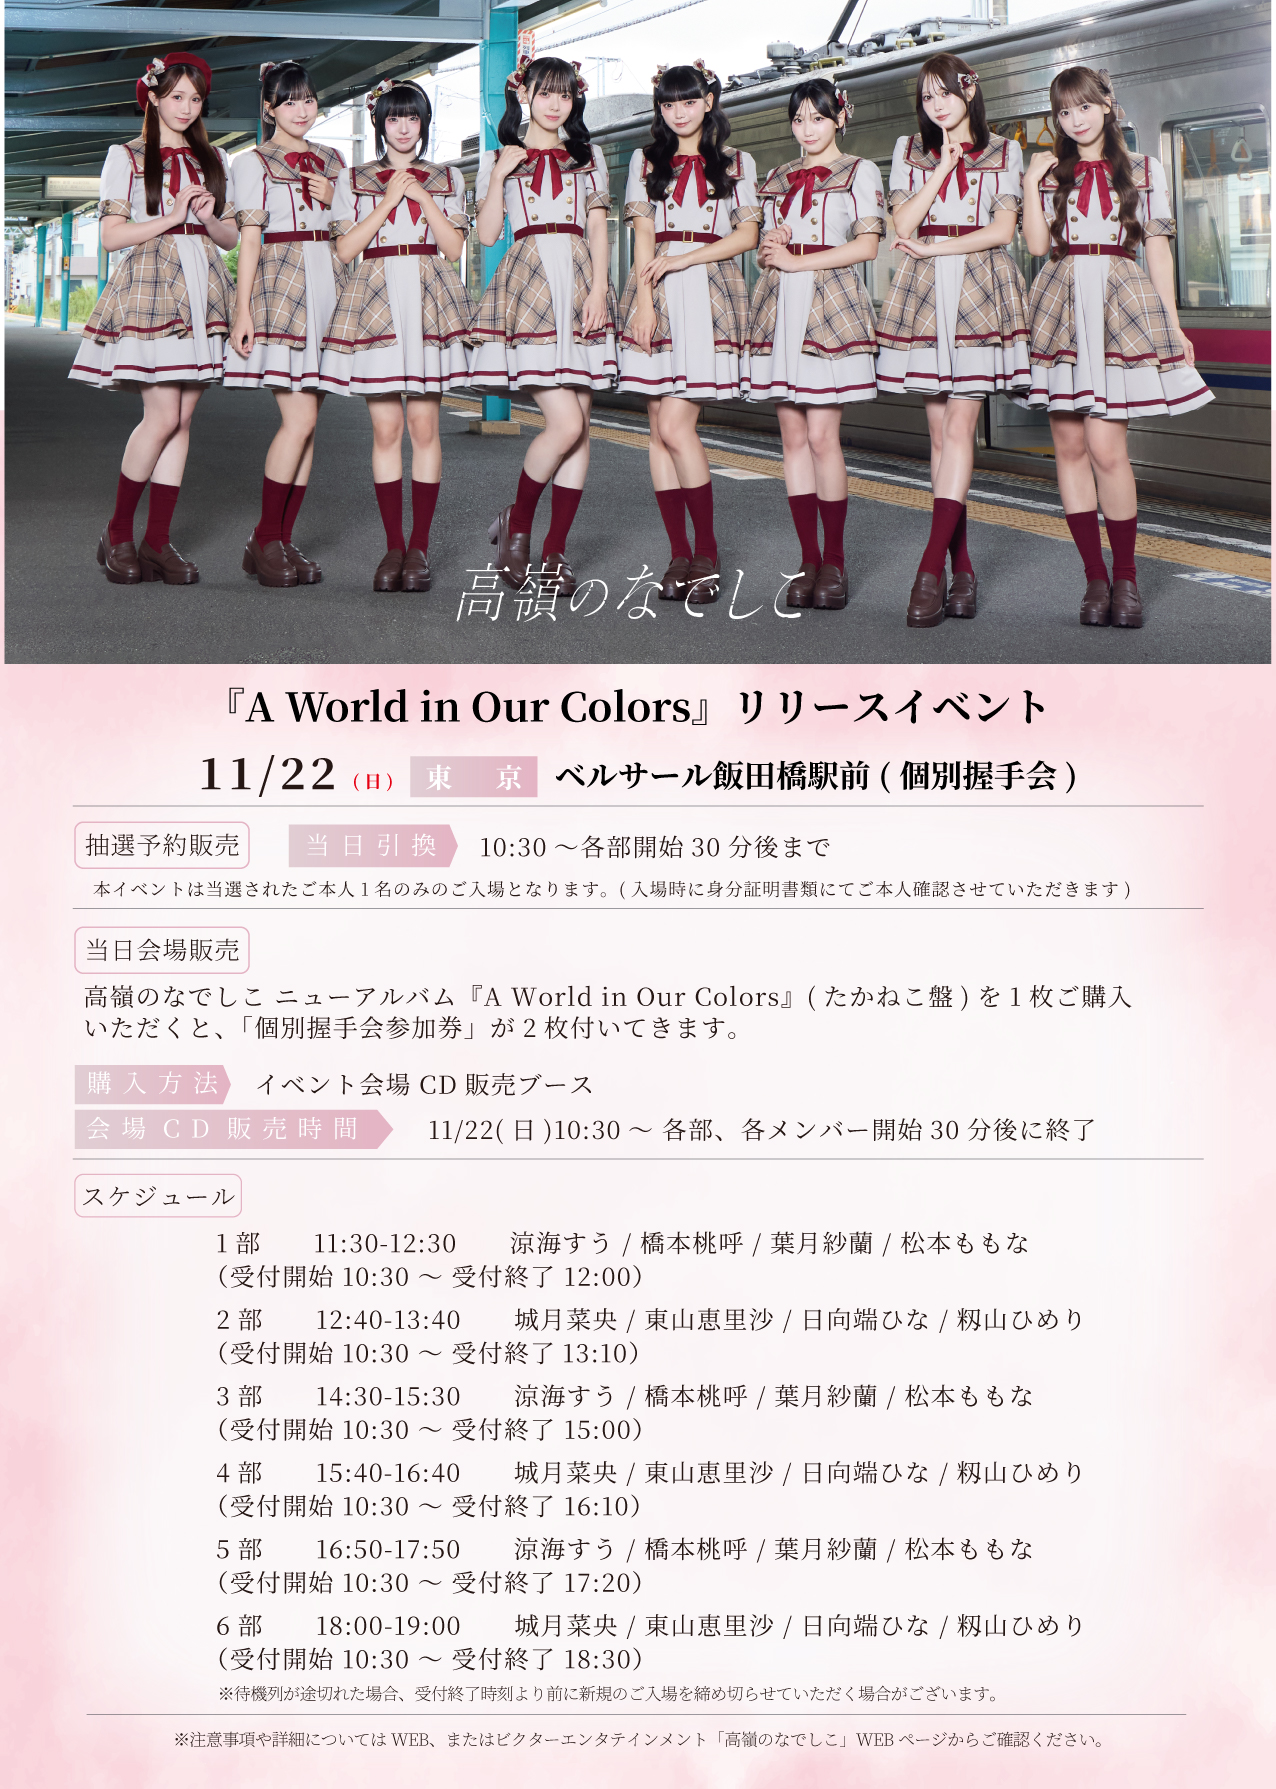 高嶺のなでしこ
『A World in Our Colors』リリースイベント
11/22 (日) 東京 ベルサール飯田橋駅前 ( 個別握手会 )
抽選予約販売 当日引換 10:30 ～各部開始 30 分後まで
本イベントは当選されたご本人 1 名のみのご入場となります。( 入場時に身分証明書類にてご本人確認させていただきます )
当日会場販売
高嶺のなでしこ ニューアルバム『A World in Our Colors』( たかねこ盤 ) を 1 枚ご購入
いただくと、「個別握手会参加券」が 2 枚付いてきます。
購入方法 イベント会場 CD 販売ブース
会場 CD 販売時間 11/22( 日 )10:30 ～ 各部、各メンバー開始 30 分後に終了
スケジュール
1 部 11:30-12:30 涼海すう / 橋本桃呼 / 葉月紗蘭 / 松本ももな
（受付開始 10:30 ～ 受付終了 12:00）
2 部 12:40-13:40 城月菜央 / 東山恵里沙 / 日向端ひな / 籾山ひめり
（受付開始 10:30 ～ 受付終了 13:10）
3 部 14:30-15:30 涼海すう / 橋本桃呼 / 葉月紗蘭 / 松本ももな
（受付開始 10:30 ～ 受付終了 15:00）
4 部 15:40-16:40 城月菜央 / 東山恵里沙 / 日向端ひな / 籾山ひめり
（受付開始 10:30 ～ 受付終了 16:10）
5 部 16:50-17:50 涼海すう / 橋本桃呼 / 葉月紗蘭 / 松本ももな
（受付開始 10:30 ～ 受付終了 17:20）
6 部 18:00-19:00 城月菜央 / 東山恵里沙 / 日向端ひな / 籾山ひめり
（受付開始 10:30 ～ 受付終了 18:30）
※待機列が途切れた場合、受付終了時刻より前に新規のご入場を締め切らせていただく場合がございます。
※注意事項や詳細については WEB、またはビクターエンタテインメント「高嶺のなでしこ」WEB ページからご確認ください。